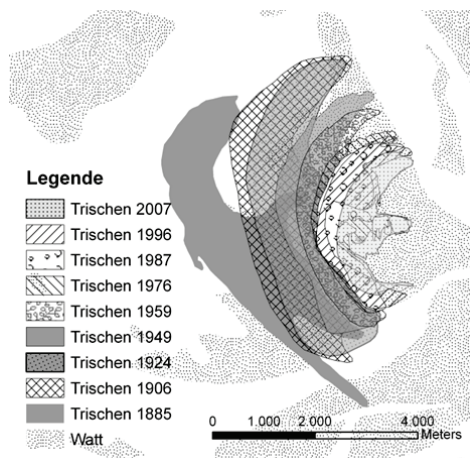 Legende
Trischen 2007
Trischen 1996
Trischen 1987
Trischen 1976
Trischen 1959
Trischen 1949
Trischen 1924
Trischen 1906
Trischen 1885
Watt
0 1.000 2.000 4.000
Meters